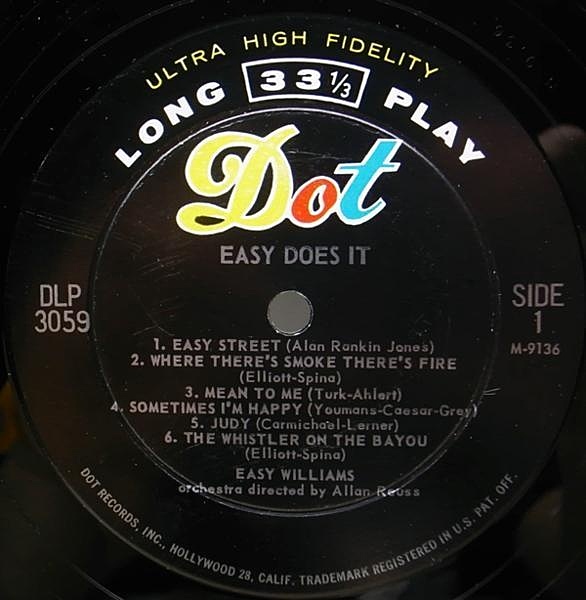 ULTRA HIGH FIDELITY
LONG 33 1/3 PLAY
Dot
EASY DOES IT
DLP
3059
SIDE
1
M-9136
1. EASY STREET (Alan Rankin Jones)
2. WHERE THERE'S SMOKE THERE'S FIRE
(Elliott-Spina)
3. MEAN TO ME (Turk-Ahlert)
4. SOMETIMES I'M HAPPY (Youmans-Caesar-Grey)
5. JUDY (Carmichael-Lerner)
6. THE WHISTLER ON THE BAYOU
(Elliott-Spina)
EASY WILLIAMS
orchestra directed by Allan Reuss
DOT RECORDS, INC., HOLLYWOOD 28, CALIF. TRADEMARK REGISTERED IN U.S. PAT. OFF.